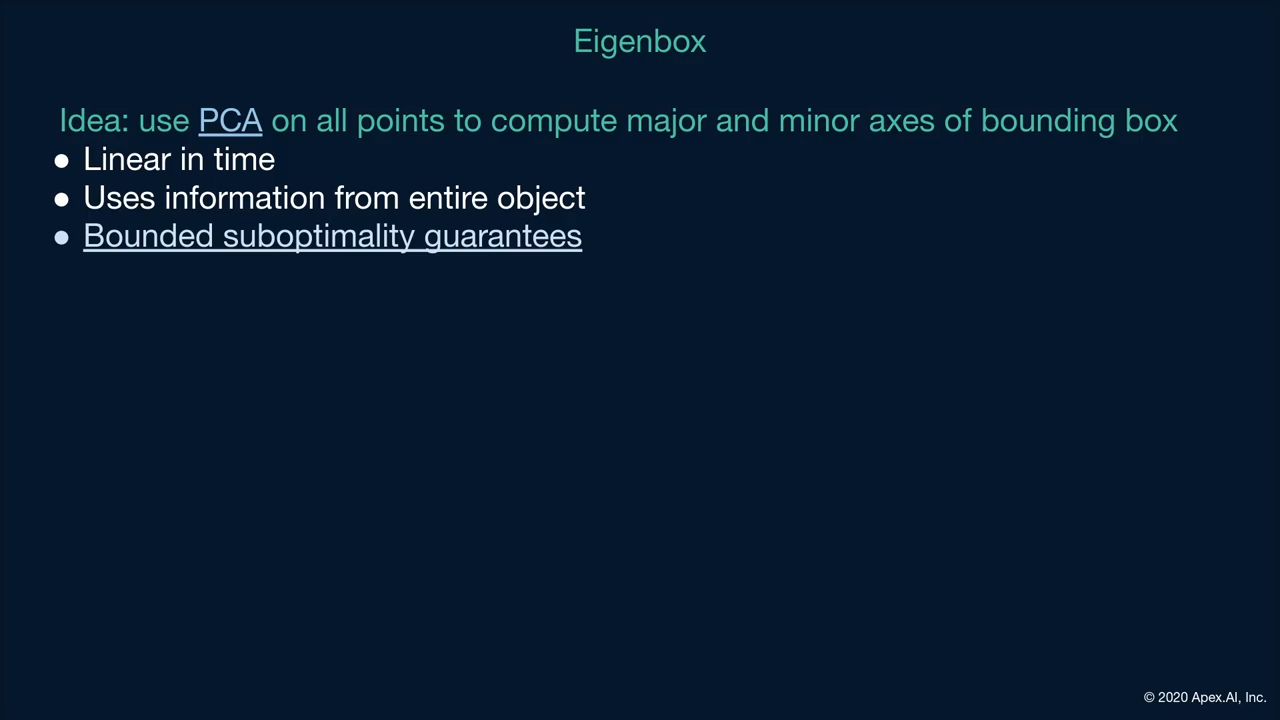 Eigenbox
Idea: use PCA on all points to compute major and minor axes of bounding box
● Linear in time
● Uses information from entire object
● Bounded suboptimality guarantees
© 2020 Apex.AI, Inc.